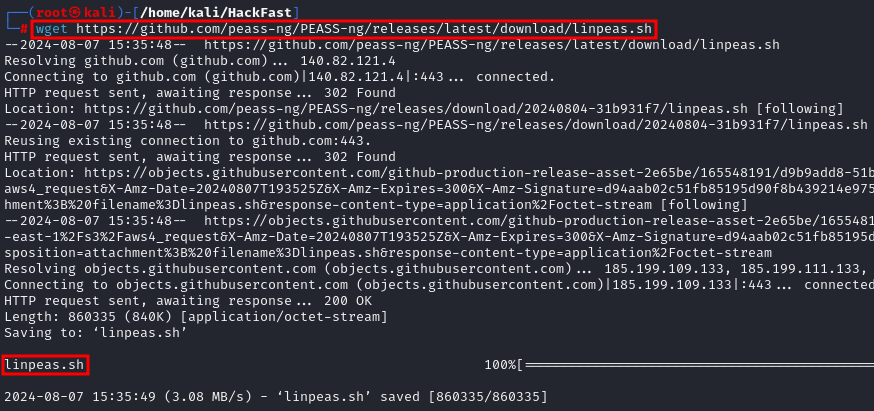 ┌──(root㉿kali)-[/home/kali/HackFast]
└─# wget https://github.com/peass-ng/PEASS-ng/releases/latest/download/linpeas.sh
--2024-08-07 15:35:48--  https://github.com/peass-ng/PEASS-ng/releases/latest/download/linpeas.sh
Resolving github.com (github.com)... 140.82.121.4
Connecting to github.com (github.com)|140.82.121.4|:443... connected.
HTTP request sent, awaiting response... 302 Found
Location: https://github.com/peass-ng/PEASS-ng/releases/download/20240804-31b931f7/linpeas.sh [following]
--2024-08-07 15:35:48--  https://github.com/peass-ng/PEASS-ng/releases/download/20240804-31b931f7/linpeas.sh
Reusing existing connection to github.com:443.
HTTP request sent, awaiting response... 302 Found
Location: https://objects.githubusercontent.com/github-production-release-asset-2e65be/165548191/d9b9add8-51b
aws4_request&X-Amz-Date=20240807T193525Z&X-Amz-Expires=300&X-Amz-Signature=d94aab02c51fb85195d90f8b439214e975
hment%3B%20filename%3Dlinpeas.sh&response-content-type=application%2Foctet-stream [following]
--2024-08-07 15:35:48--  https://objects.githubusercontent.com/github-production-release-asset-2e65be/1655481
-east-1%2Fs3%2Faws4_request&X-Amz-Date=20240807T193525Z&X-Amz-Expires=300&X-Amz-Signature=d94aab02c51fb85195d
sposition=attachment%3B%20filename%3Dlinpeas.sh&response-content-type=application%2Foctet-stream
Resolving objects.githubusercontent.com (objects.githubusercontent.com)... 185.199.109.133, 185.199.111.133,
Connecting to objects.githubusercontent.com (objects.githubusercontent.com)|185.199.109.133|:443... connected
HTTP request sent, awaiting response... 200 OK
Length: 860335 (840K) [application/octet-stream]
Saving to: ‘linpeas.sh’
linpeas.sh 100%[============================================
2024-08-07 15:35:49 (3.08 MB/s) - ‘linpeas.sh’ saved [860335/860335]